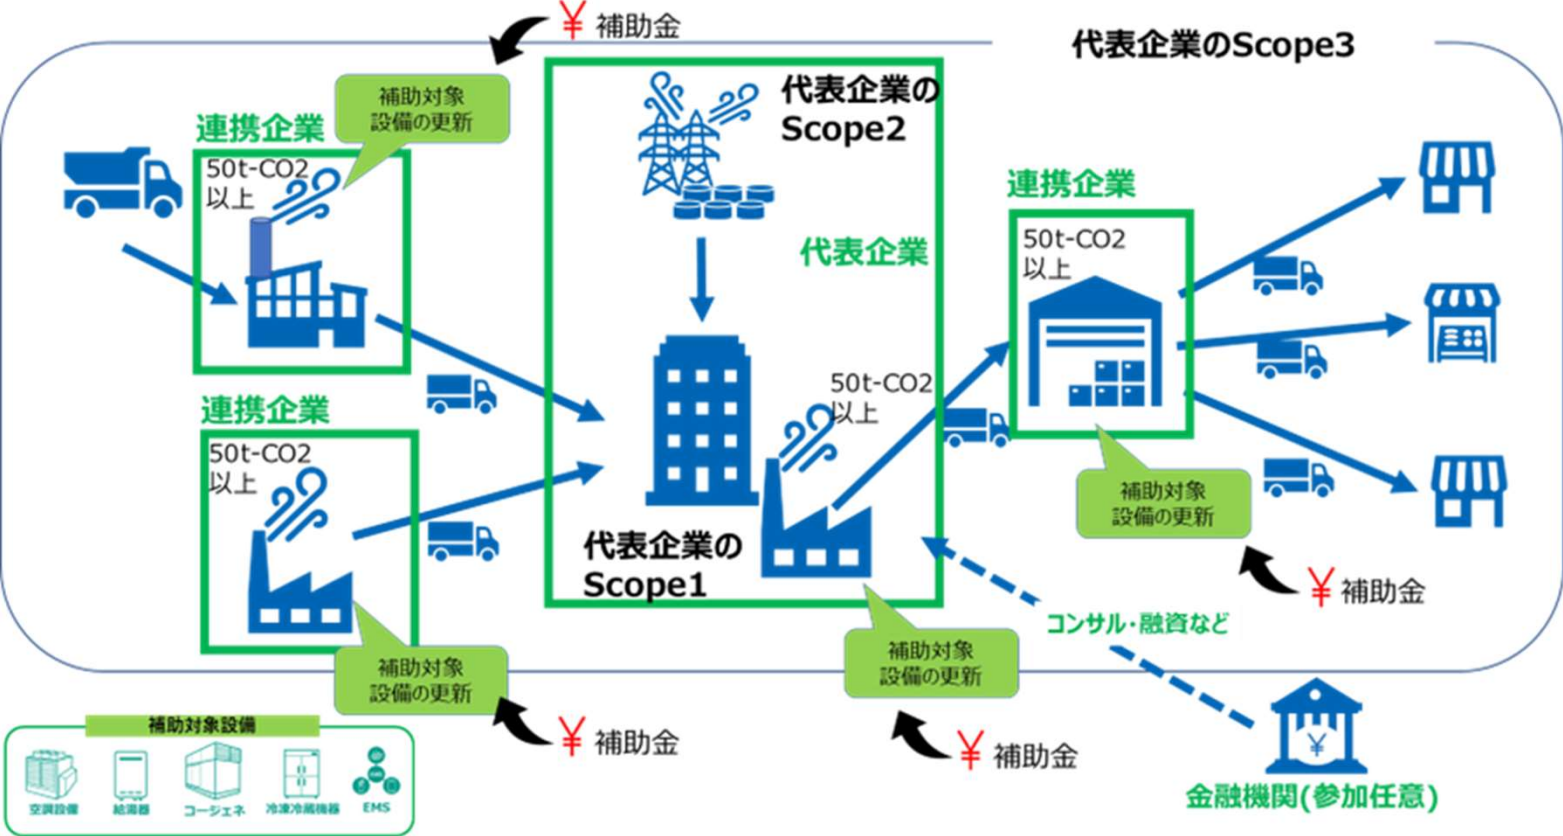 ¥ 補助金
代表企業のScope3
補助対象
設備の更新
連携企業
50t-CO2
以上
代表企業の
Scope2
代表企業
連携企業
50t-CO2
以上
連携企業
50t-CO2
以上
50t-CO2
以上
代表企業の
Scope1
補助対象
設備の更新
¥ 補助金
コンサル・融資など
補助対象
設備の更新
補助対象
設備の更新
¥ 補助金
¥ 補助金
¥
金融機関(参加任意)
補助対象設備
空調設備
給湯器
コージェネ
冷凍冷蔵機器
EMS